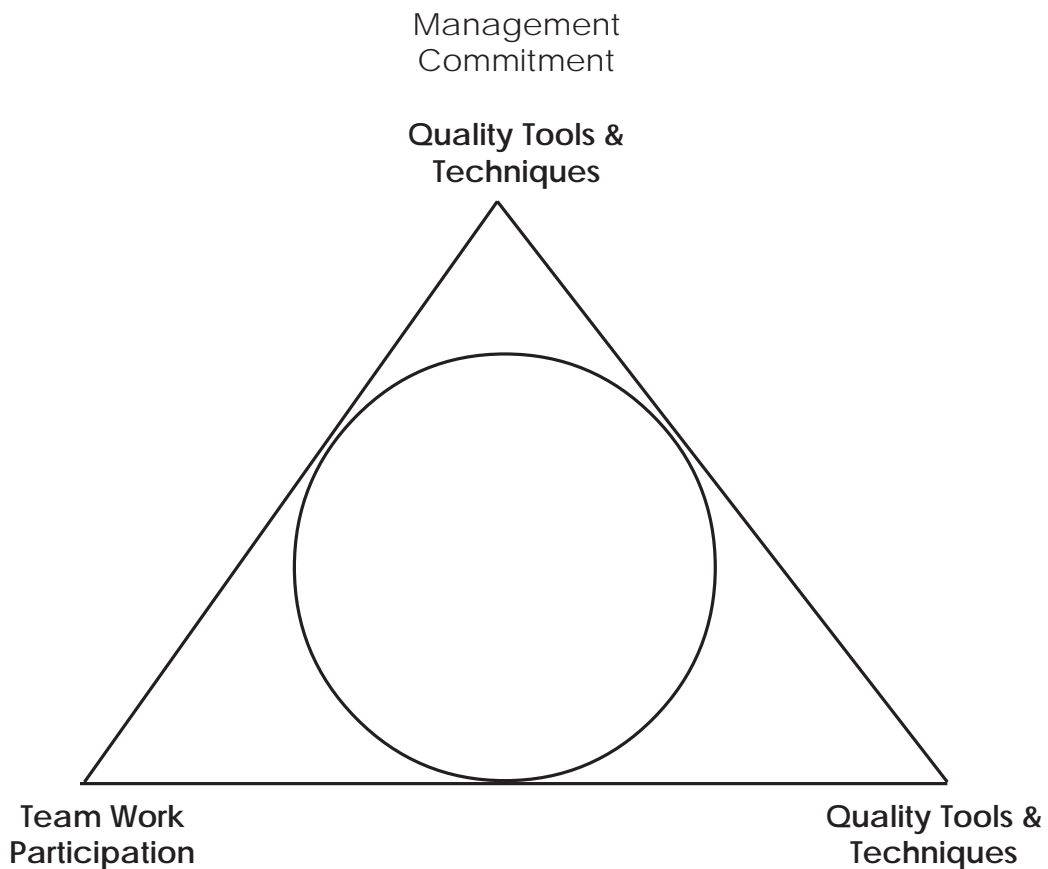 Management
Commitment
Quality Tools &
Techniques
Team Work
Participation
Quality Tools &
Techniques